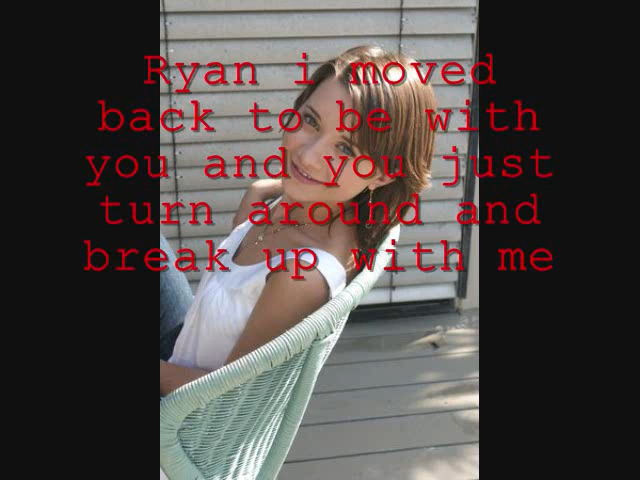 Ryan i moved
back to be with
you and you just
turn around and
break up with me